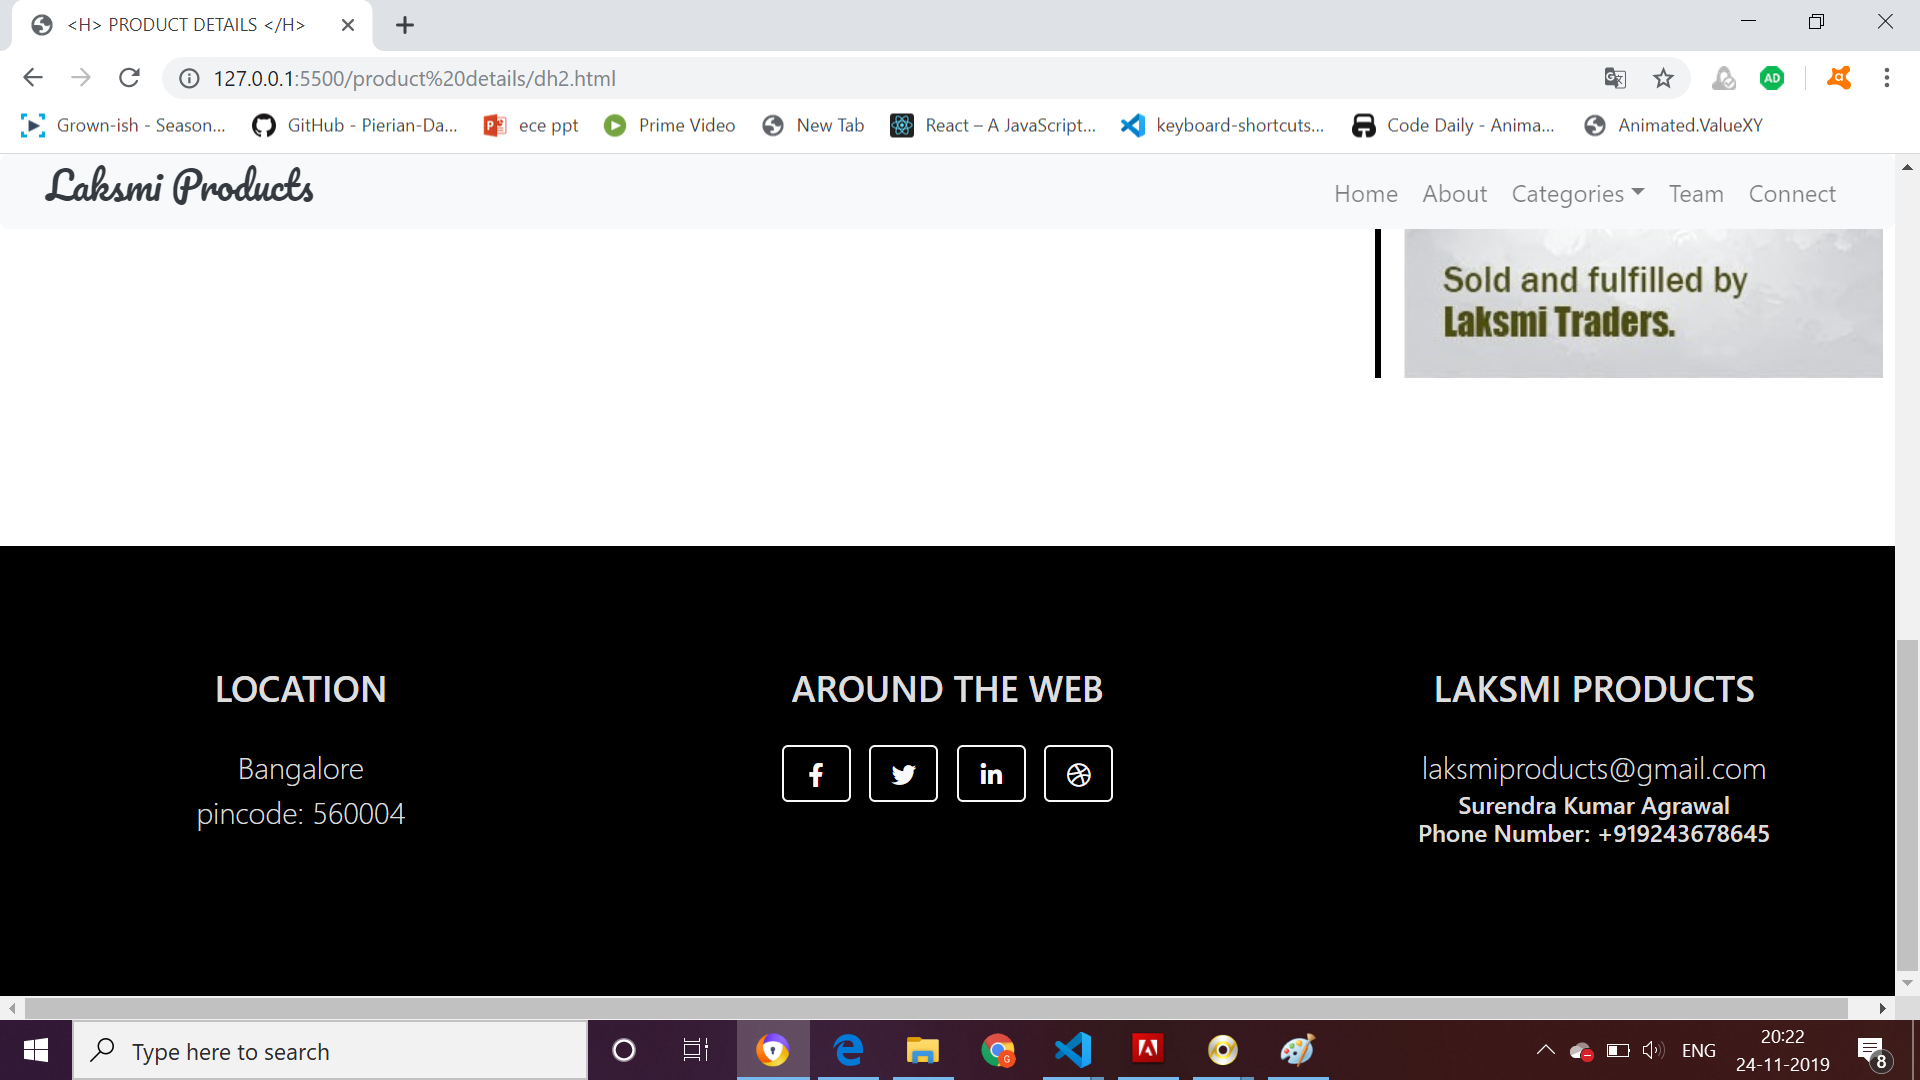 <H> PRODUCT DETAILS </H>
127.0.0.1:5500/product%20details/dh2.html
AD
Grown-ish - Season...
GitHub - Pierian-Da...
ece ppt
Prime Video
New Tab
React – A JavaScript...
keyboard-shortcuts...
Code Daily - Anima...
Animated.ValueXY
Laksmi Products
Home
About
Categories
Team
Connect
Sold and fulfilled by
Laksmi Traders.
LOCATION
Bangalore
pincode: 560004
AROUND THE WEB
LAKSMI PRODUCTS
laksmiproducts@gmail.com
Surendra Kumar Agrawal
Phone Number: +919243678645
Type here to search
G
ENG
20:22
24-11-2019
8